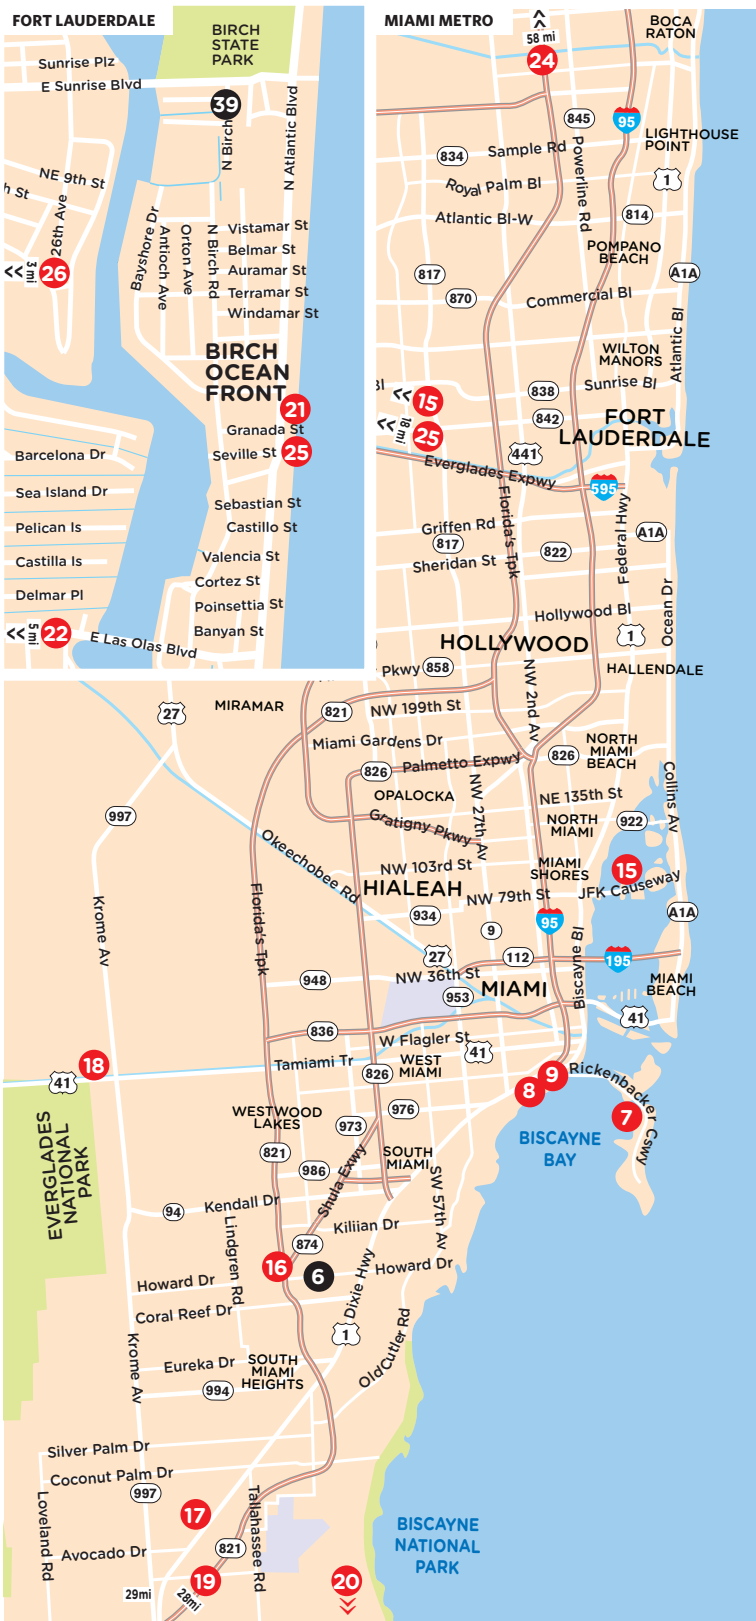 FORT LAUDERDALE
BIRCH
STATE
PARK
Sunrise Plz
E Sunrise Blvd
39
N Birch
N Atlantic Blvd
NE 9th St
h St
26th Ave
3 mi
26
Bayshore Dr
Antioch Ave
Orton Ave
N Birch Rd
Vistamar St
Belmar St
Auramar St
Terramar St
Windamar St
BIRCH
OCEAN
FRONT
21
Granada St
Seville St
25
Barcelona Dr
Sea Island Dr
Sebastian St
Pelican Is
Castillo St
Castilla Is
Valencia St
Cortez St
Delmar Pl
Poinsettia St
5 mi
22
E Las Olas Blvd
Banyan St
MIAMI METRO
58 mi
24
BOCA
RATON
845
95
LIGHTHOUSE
POINT
834
Sample Rd
Powerline Rd
Royal Palm Bl
1
Atlantic Bl-W
814
POMPANO
BEACH
817
A1A
870
Commercial Bl
Atlantic Bl
WILTON
MANORS
Bl
15
838
Sunrise Bl
18 mi
25
842
FORT
LAUDERDALE
441
Everglades Expwy
595
Florida's Tpk
Federal Hwy
Griffen Rd
817
822
A1A
Sheridan St
Ocean Dr
Hollywood Bl
1
HOLLYWOOD
Pkwy
858
NW 2nd Av
HALLENDALE
27
MIRAMAR
821
NW 199th St
Miami Gardens Dr
826
NORTH
MIAMI
BEACH
826
Palmetto Expwy
Collins Av
OPALOCKA
NW 27th Av
NE 135th St
997
Gratigny Pkwy
NORTH
MIAMI
922
Okeechobee Rd
NW 103rd St
MIAMI
SHORES
15
JFK Causeway
HIALEAH
NW 79th St
Krome Av
Florida's Tpk
934
95
A1A
9
Biscayne Bl
27
112
195
948
NW 36th St
953
MIAMI
MIAMI
BEACH
836
41
W Flagler St
41
18
Tamiami Tr
826
WEST
MIAMI
9
8
Rickenbacker Cswy
41
7
976
WESTWOOD
LAKES
973
BISCAYNE
BAY
EVERGLADES
NATIONAL
PARK
821
986
Shula Exwy
SOUTH
MIAMI
SW 57th Av
94
Kendall Dr
Lindgren Rd
Kiliian Dr
874
16
6
Howard Dr
Howard Dr
Dixie Hwy
Coral Reef Dr
1
Krome Av
Old Cutler Rd
Eureka Dr
SOUTH
MIAMI
HEIGHTS
994
Silver Palm Dr
Coconut Palm Dr
997
Loveland Rd
17
Tallahassee Rd
BISCAYNE
NATIONAL
PARK
821
Avocado Dr
19
20
29mi
28mi